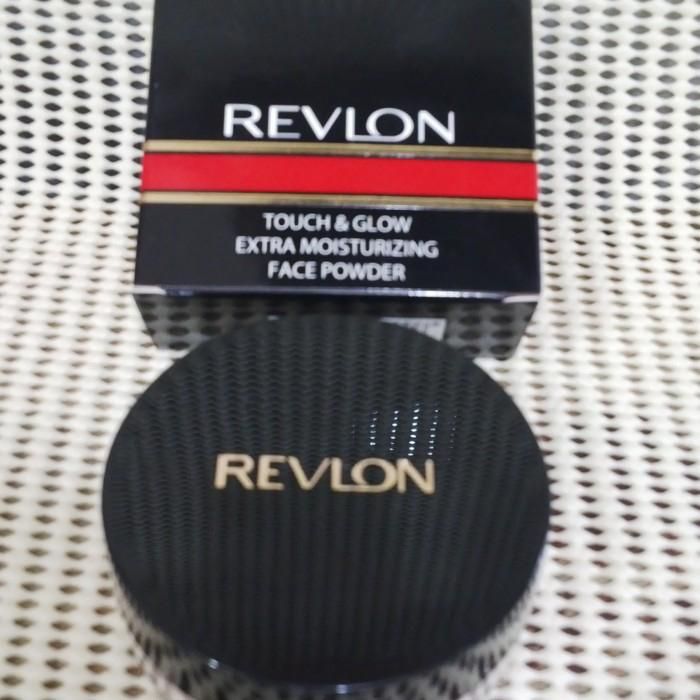 REVLON
TOUCH & GLOW
EXTRA MOISTURIZING
FACE POWDER
REVLON